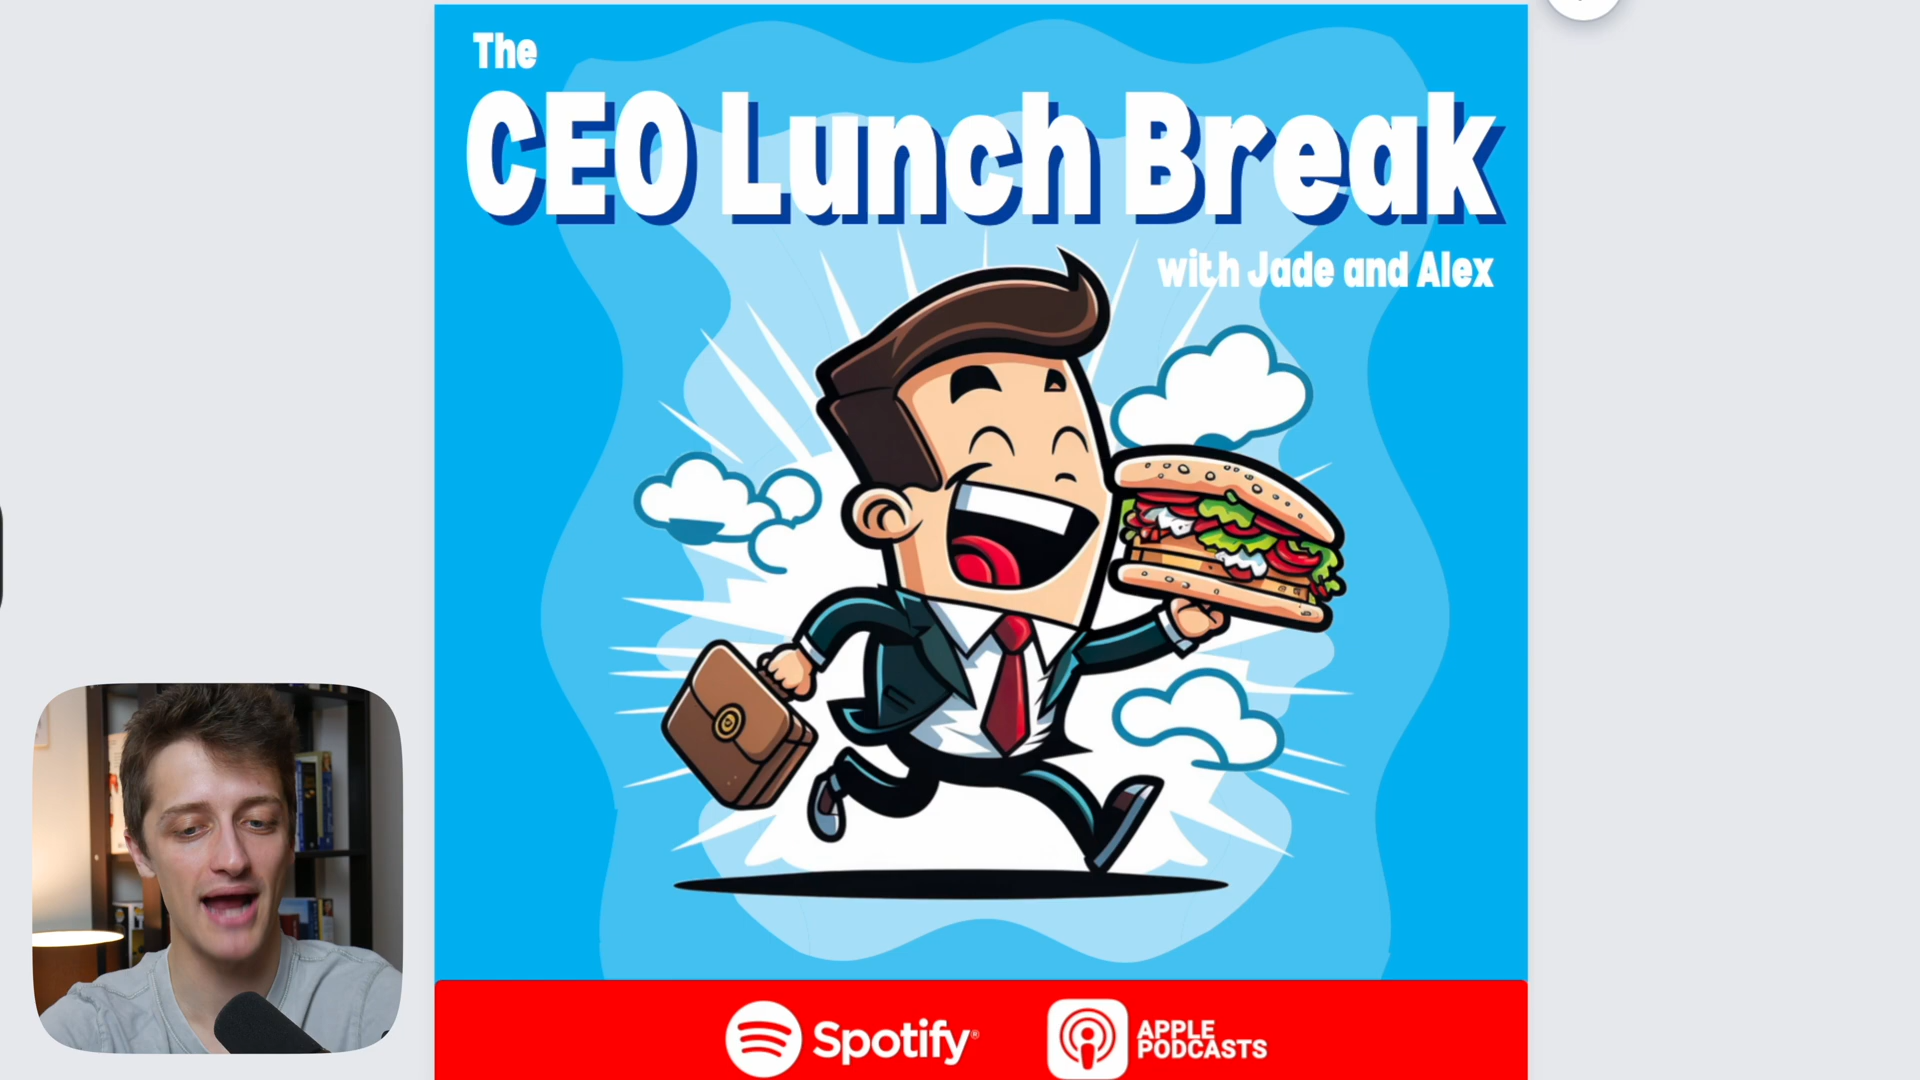 The
CEO Lunch Break
with Jade and Alex
Spotify®
APPLE
PODCASTS